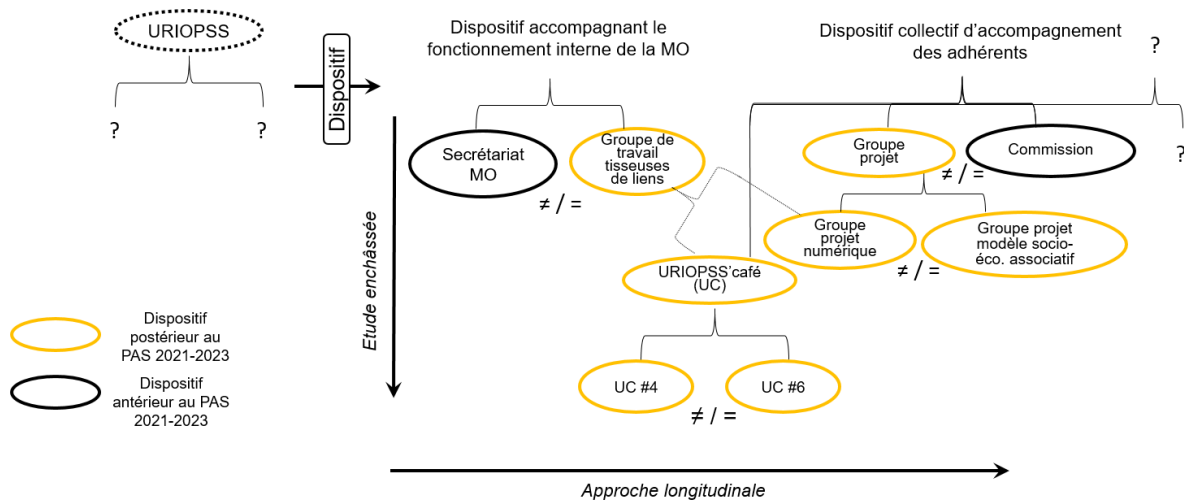 URIOPSS
?
?
Dispositif
Dispositif accompagnant le
fonctionnement interne de la MO
Dispositif collectif d'accompagnement
des adhérents
?
?
Secrétariat
MO
Groupe de
travail
tisseuses
de liens
≠ / =
Groupe
projet
Commission
≠ / =
Groupe
projet
numérique
Groupe projet
modèle socio-
éco. associatif
≠ / =
URIOPSS'café
(UC)
UC #4
UC #6
≠ / =
Etude enchâssée
Dispositif
postérieur au
PAS 2021-2023
Dispositif
antérieur au PAS
2021-2023
Approche longitudinale